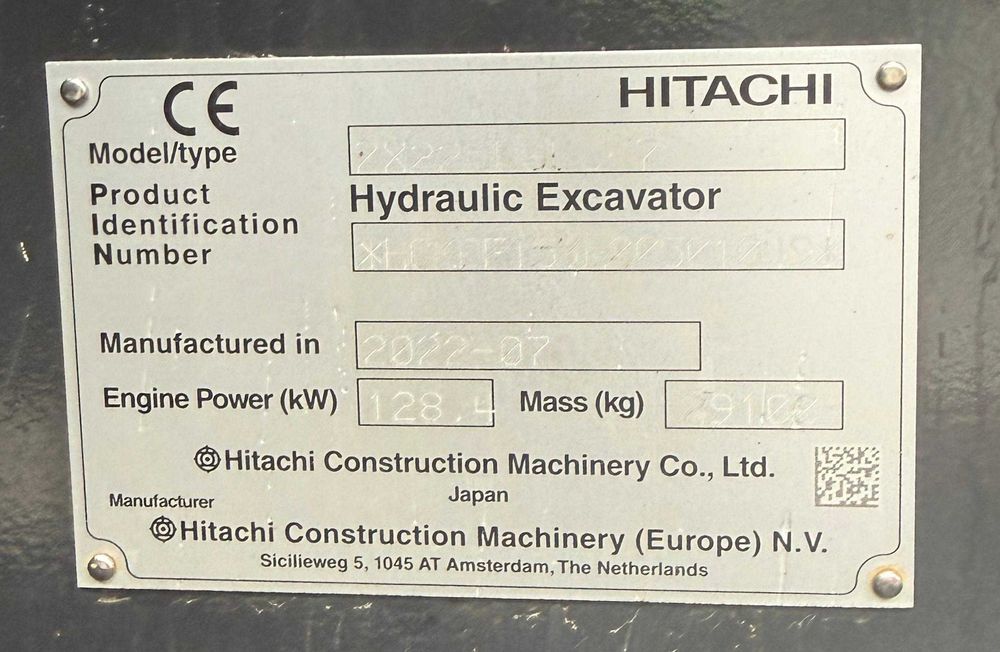 CE HITACHI
Model/type
Product Hydraulic Excavator
Identification
Number
Manufactured in 2022-07
Engine Power (kW) 128.4 Mass (kg)
Hitachi Construction Machinery Co., Ltd.
Japan
Manufacturer
Hitachi Construction Machinery (Europe) N.V.
Sicilieweg 5, 1045 AT Amsterdam, The Netherlands